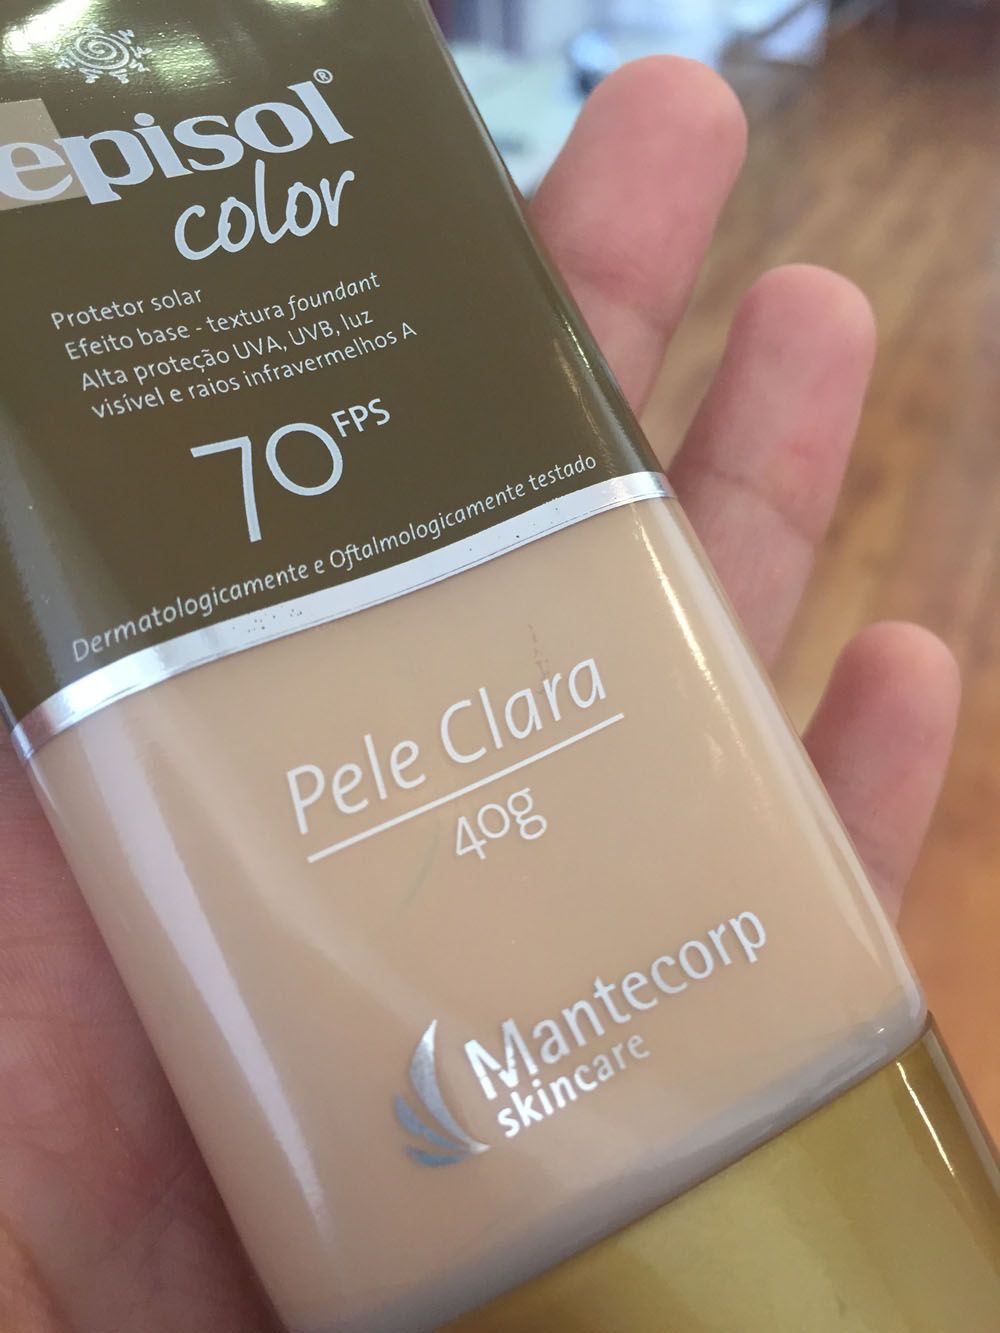 episol®
color
Protetor solar
Efeito base - textura foundant
Alta proteção UVA, UVB, luz
visível e raios infravermelhos A
70 FPS
Dermatologicamente e Oftalmologicamente testado
Pele Clara
40g
Mantecorp
skincare